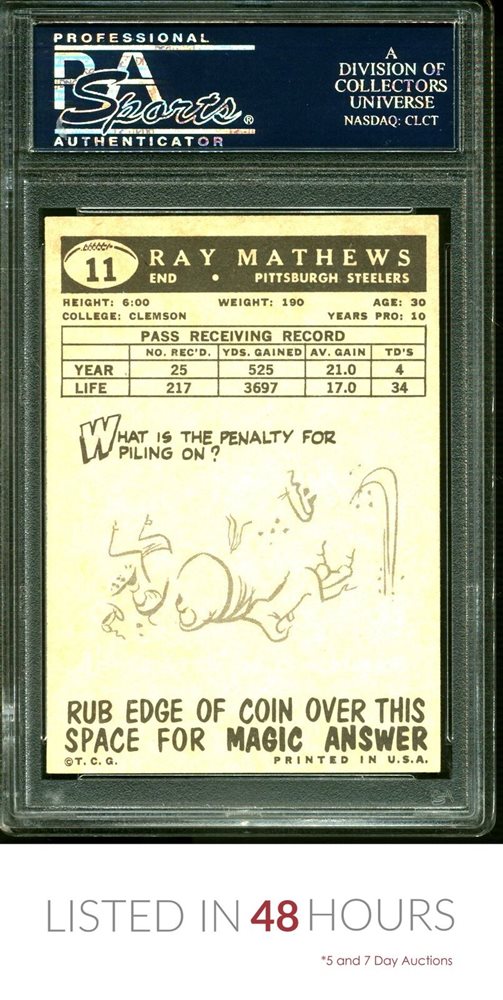 PROFESSIONAL
PSA
Sports®
AUTHENTICATOR
A
DIVISION OF
COLLECTORS
UNIVERSE
NASDAQ: CLCT
11
RAY MATHEWS
END • PITTSBURGH STEELERS
HEIGHT: 6:00 WEIGHT: 190 AGE: 30
COLLEGE: CLEMSON YEARS PRO: 10
PASS RECEIVING RECORD
NO. REC'D. YDS. GAINED AV. GAIN TD'S
YEAR 25 525 21.0 4
LIFE 217 3697 17.0 34
WHAT IS THE PENALTY FOR
PILING ON?
RUB EDGE OF COIN OVER THIS
SPACE FOR MAGIC ANSWER
©T.C.G. PRINTED IN U.S.A.
LISTED IN 48 HOURS
*5 and 7 Day Auctions